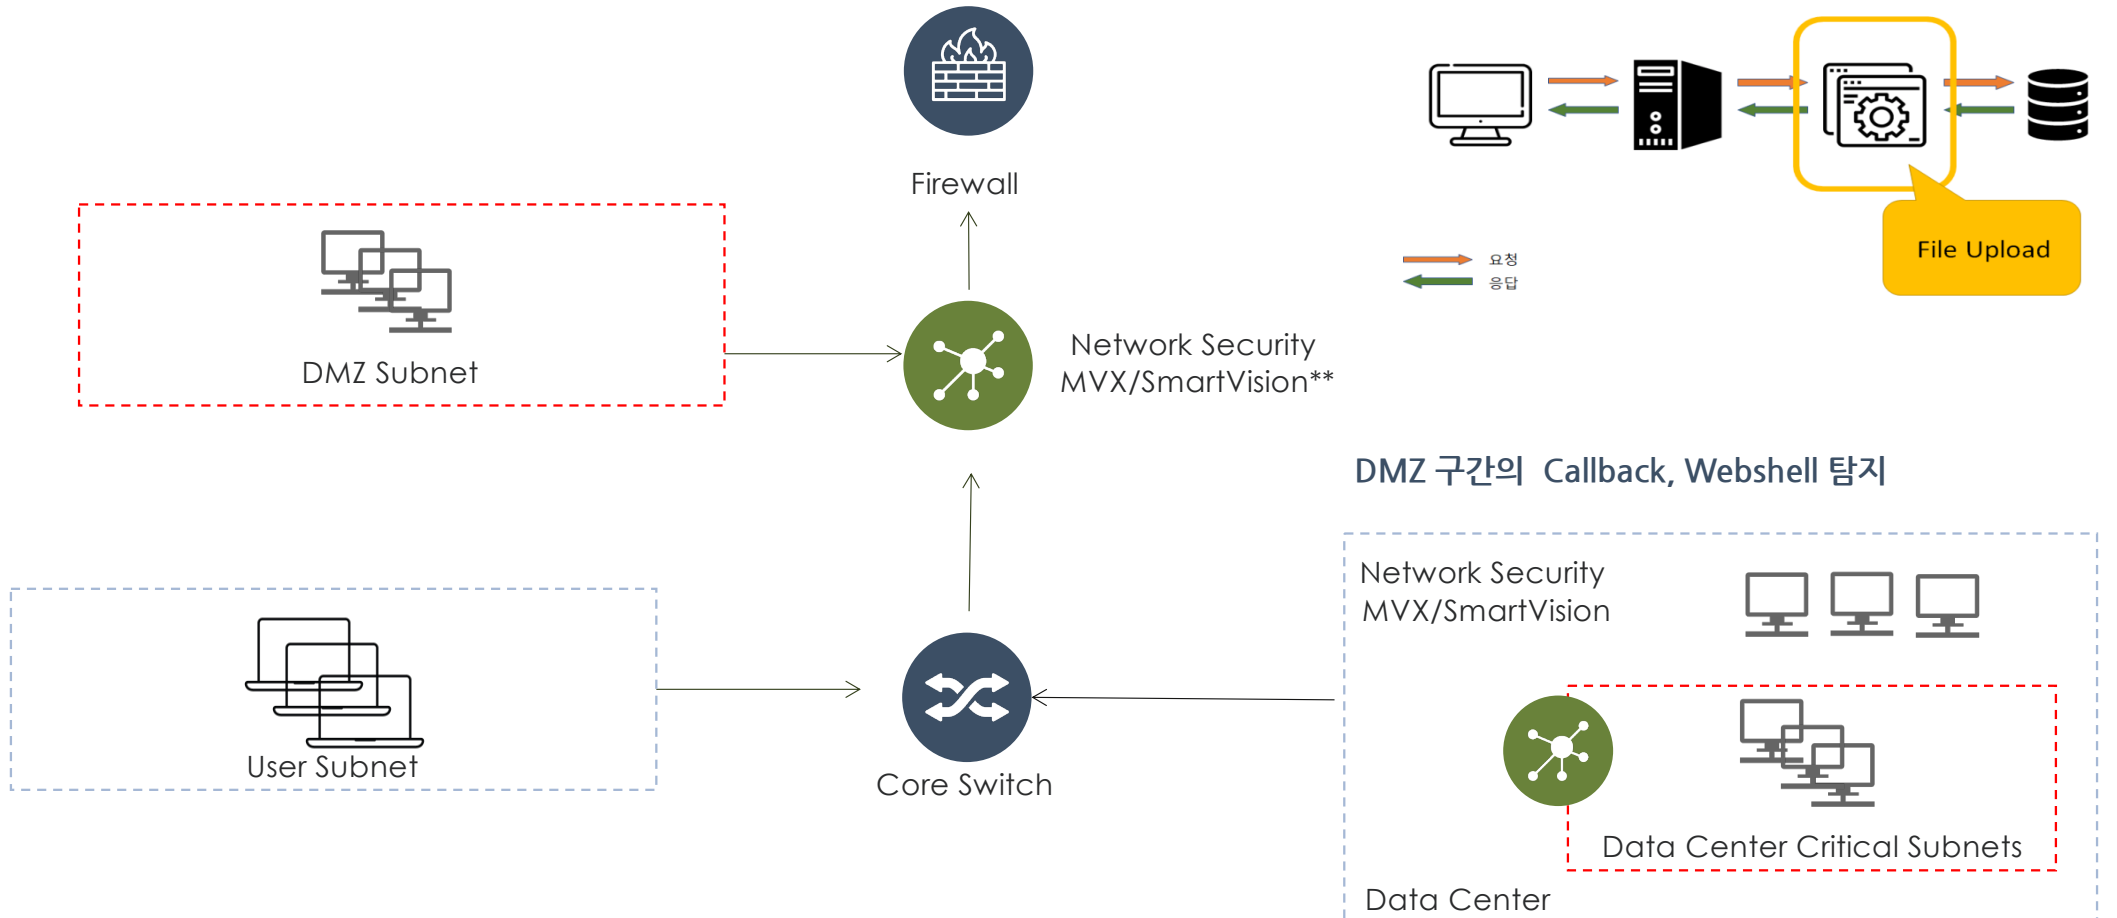 Firewall
File Upload
요청
응답
DMZ Subnet
Network Security
MVX/SmartVision**
DMZ 구간의 Callback, Webshell 탐지
Network Security
MVX/SmartVision
User Subnet
Core Switch
Data Center Critical Subnets
Data Center